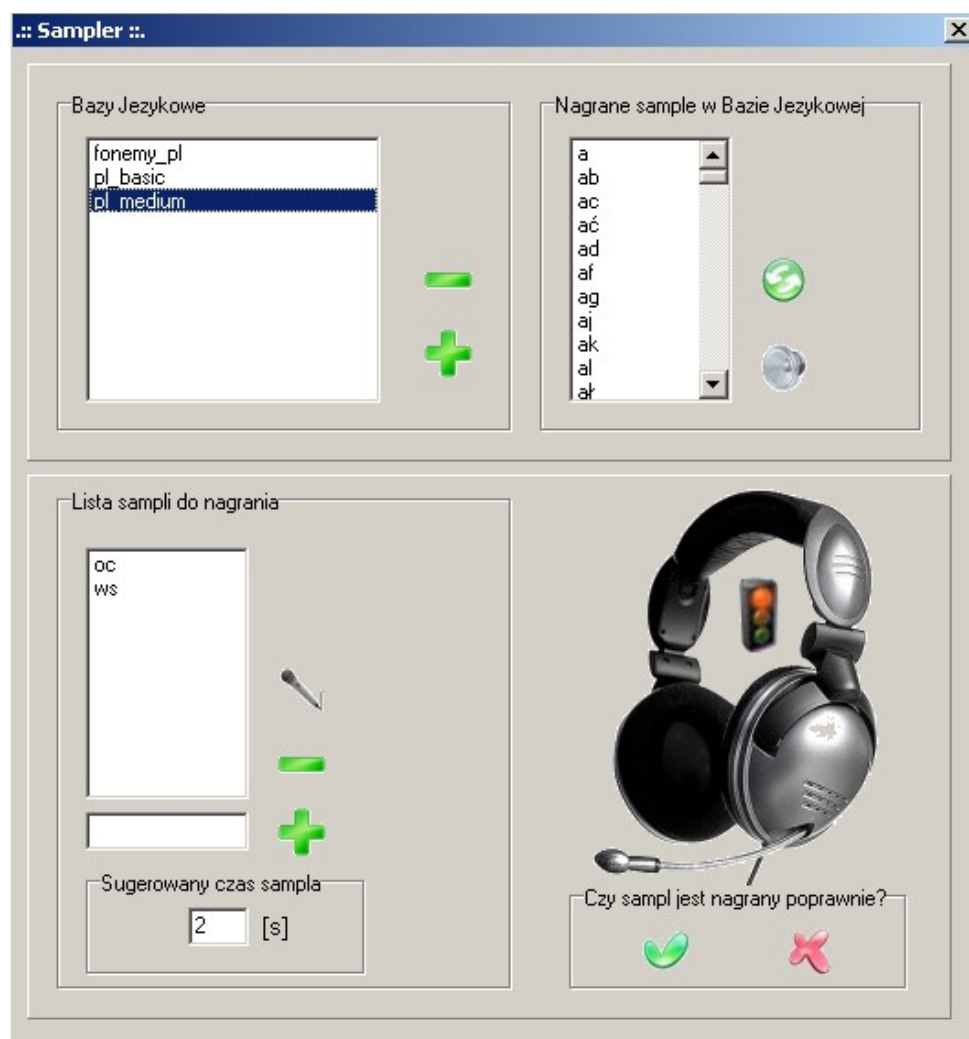 .:: Sampler ::.
Bazy Jezykowe
fonemy_pl
pl_basic
pl_medium
Nagrane sample w Bazie Jezykowej
a
ab
ac
ać
ad
af
ag
aj
ak
al
ał
Lista sampli do nagrania
oc
ws
Sugerowany czas sampla
2 [s]
Czy sampl jest nagrany poprawnie?